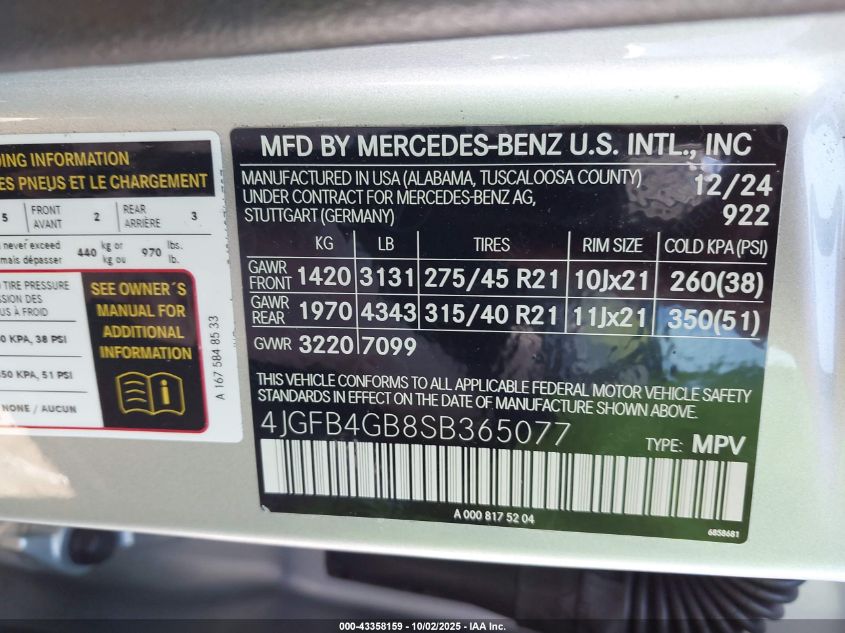 DING INFORMATION
ES PNEUS ET LE CHARGEMENT
5 FRONT AVANT 2 REAR ARRIÈRE 3
never exceed
mais dépasser 440 kg or kg ou 970 lbs. lb.
TIRE PRESSURE
SION DES
US À FROID
0 KPA, 38 PSI
50 KPA, 51 PSI
NONE / AUCUN
SEE OWNER´S
MANUAL FOR
ADDITIONAL
INFORMATION
A 167 584 85 33
MFD BY MERCEDES-BENZ U.S. INTL., INC
MANUFACTURED IN USA (ALABAMA, TUSCALOOSA COUNTY) 12/24
UNDER CONTRACT FOR MERCEDES-BENZ AG,
STUTTGART (GERMANY) 922
KG LB TIRES RIM SIZE COLD KPA (PSI)
GAWR FRONT 1420 3131 275/45 R21 10Jx21 260(38)
GAWR REAR 1970 4343 315/40 R21 11Jx21 350(51)
GVWR 3220 7099
THIS VEHICLE CONFORMS TO ALL APPLICABLE FEDERAL MOTOR VEHICLE SAFETY
STANDARDS IN EFFECT ON THE DATE OF MANUFACTURE SHOWN ABOVE.
4JGFB4GB8SB365077
TYPE: MPV
A 000 817 52 04
6858681
000-43358159 - 10/02/2025 - IAA Inc.